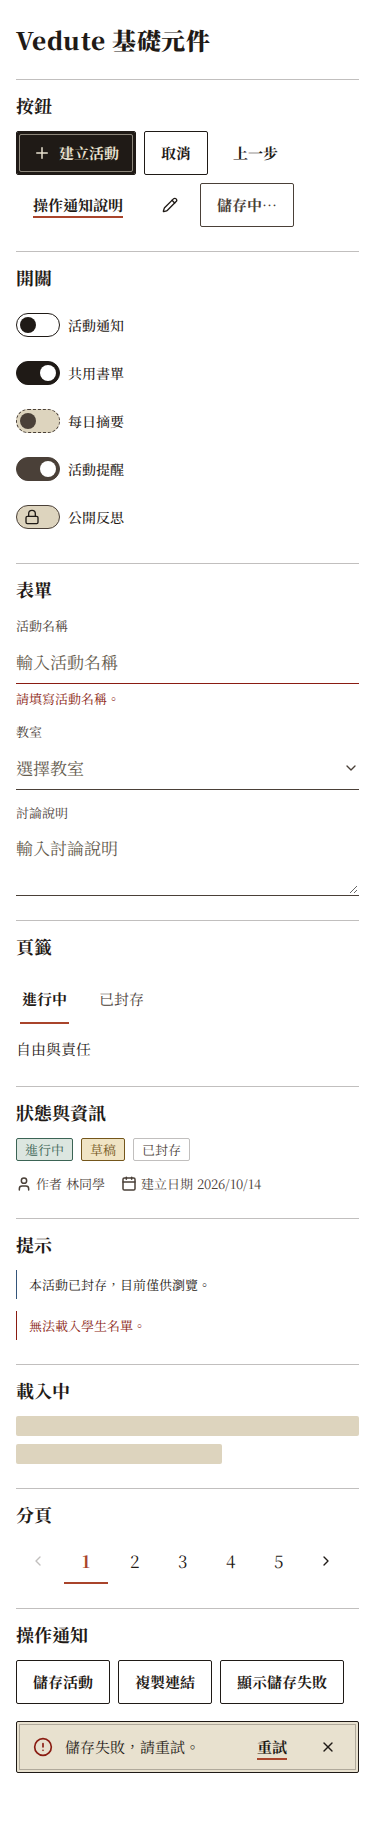 Vedute 基礎元件
按鈕
建立活動 取消 上一步
操作通知說明 儲存中…
開關
活動通知
共用書單
每日摘要
活動提醒
公開反思
表單
活動名稱
輸入活動名稱
請填寫活動名稱。
教室
選擇教室
討論說明
輸入討論說明
頁籤
進行中 已封存
自由與責任
狀態與資訊
進行中 草稿 已封存
作者 林同學 建立日期 2026/10/14
提示
本活動已封存，目前僅供瀏覽。
無法載入學生名單。
載入中
分頁
1 2 3 4 5
操作通知
儲存活動 複製連結 顯示儲存失敗
儲存失敗，請重試。 重試